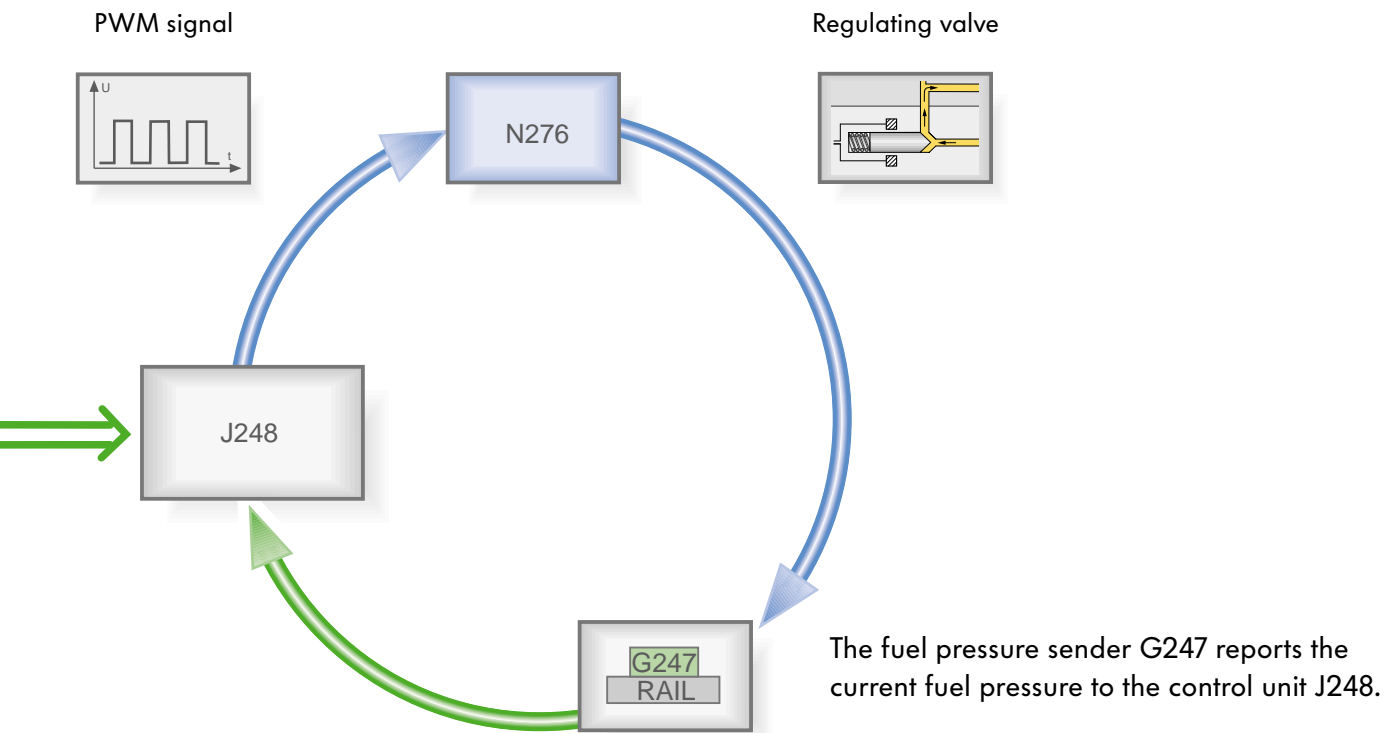 PWM signal
Regulating valve
U
t
N276
J248
G247
RAIL
The fuel pressure sender G247 reports the
current fuel pressure to the control unit J248.